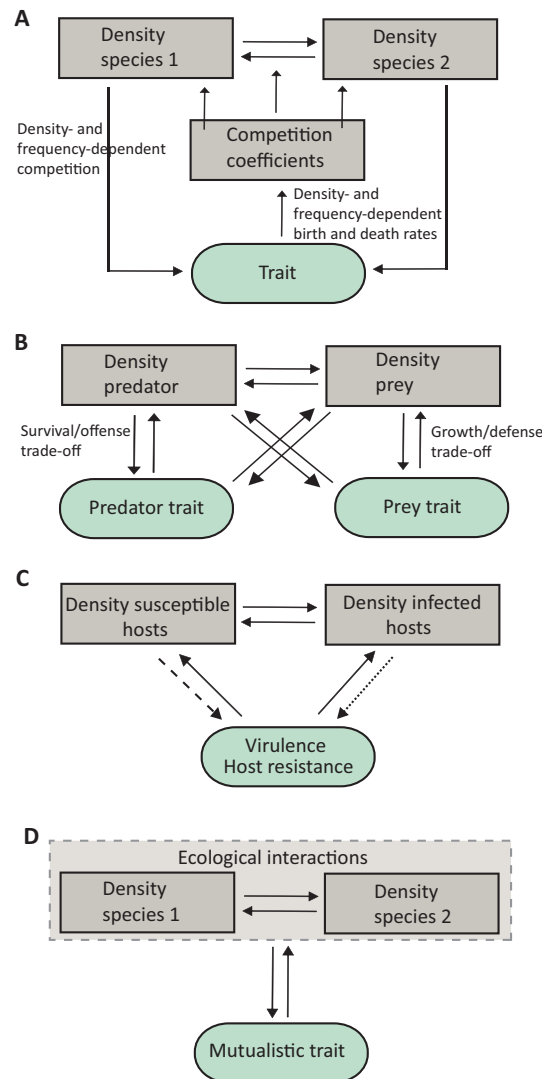 A
Density
species 1
Density
species 2
Density- and
frequency-dependent
competition
Competition
coefficients
Density- and
frequency-dependent
birth and death rates
Trait
B
Density
predator
Density
prey
Survival/offense
trade-off
Growth/defense
trade-off
Predator trait
Prey trait
C
Density susceptible
hosts
Density infected
hosts
Virulence
Host resistance
D
Ecological interactions
Density
species 1
Density
species 2
Mutualistic trait